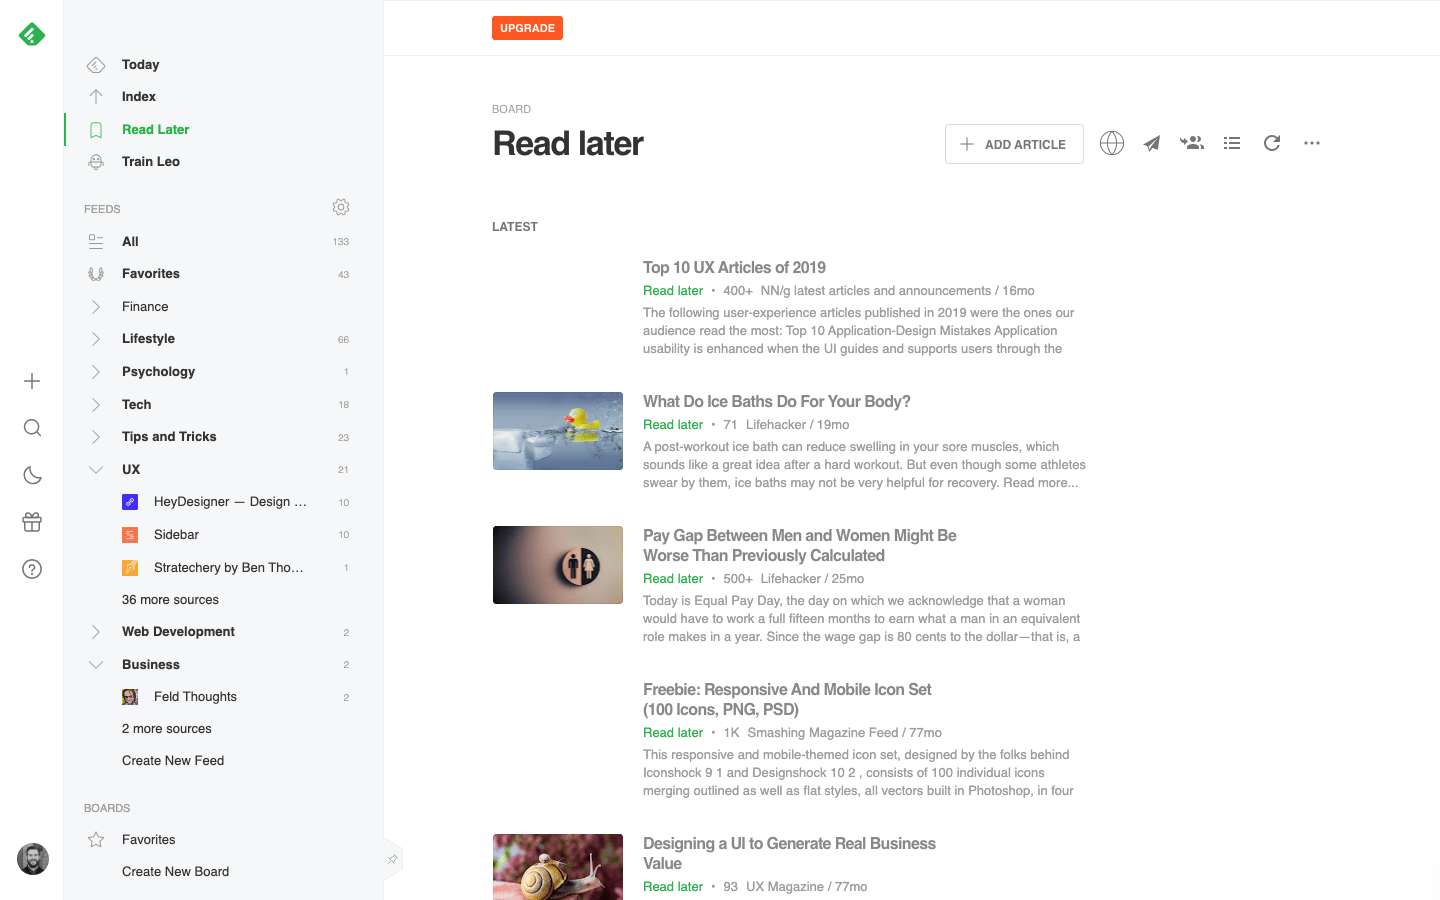 UPGRADE
Today
Index
Read Later
Train Leo
FEEDS
All 133
Favorites 43
Finance
Lifestyle 66
Psychology 1
Tech 18
Tips and Tricks 23
UX 21
HeyDesigner — Design ... 10
Sidebar 10
Stratechery by Ben Tho... 1
36 more sources
Web Development 2
Business 2
Feld Thoughts 2
2 more sources
Create New Feed
BOARDS
Favorites
Create New Board
BOARD
Read later
ADD ARTICLE
LATEST
Top 10 UX Articles of 2019
Read later • 400+ NN/g latest articles and announcements / 16mo
The following user-experience articles published in 2019 were the ones our
audience read the most: Top 10 Application-Design Mistakes Application
usability is enhanced when the UI guides and supports users through the
What Do Ice Baths Do For Your Body?
Read later • 71 Lifehacker / 19mo
A post-workout ice bath can reduce swelling in your sore muscles, which
sounds like a great idea after a hard workout. But even though some athletes
swear by them, ice baths may not be very helpful for recovery. Read more...
Pay Gap Between Men and Women Might Be
Worse Than Previously Calculated
Read later • 500+ Lifehacker / 25mo
Today is Equal Pay Day, the day on which we acknowledge that a woman
would have to work a full fifteen months to earn what a man in an equivalent
role makes in a year. Since the wage gap is 80 cents to the dollar—that is, a
Freebie: Responsive And Mobile Icon Set
(100 Icons, PNG, PSD)
Read later • 1K Smashing Magazine Feed / 77mo
This responsive and mobile-themed icon set, designed by the folks behind
Iconshock 9 1 and Designshock 10 2 , consists of 100 individual icons
merging outlined as well as flat styles, all vectors built in Photoshop, in four
Designing a UI to Generate Real Business
Value
Read later • 93 UX Magazine / 77mo